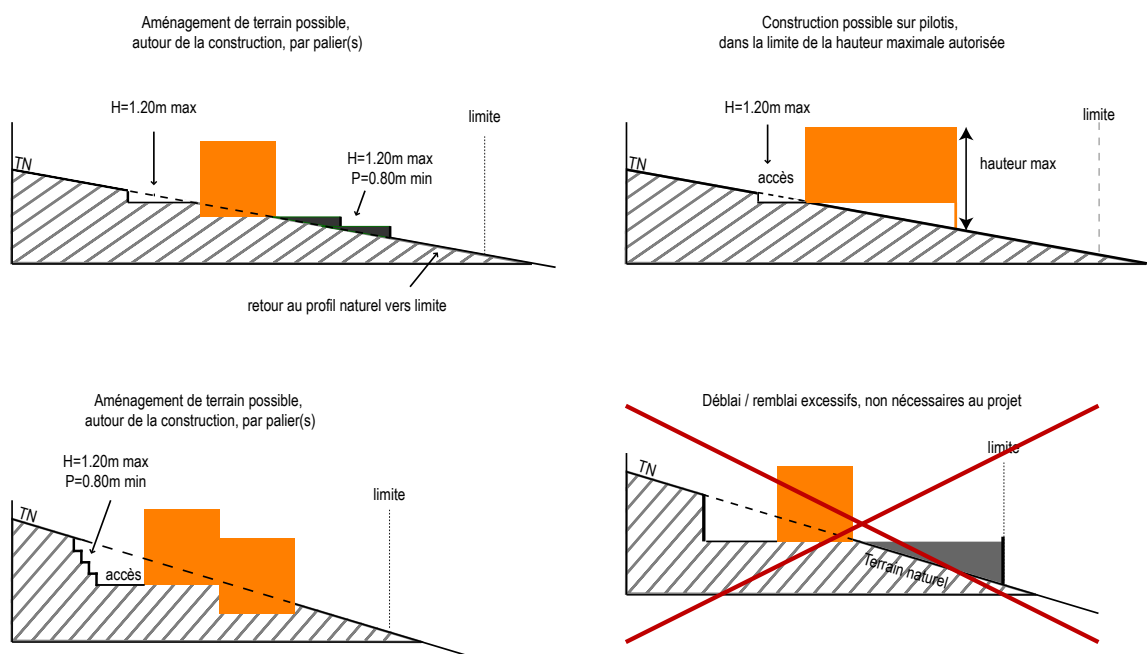 Aménagement de terrain possible,
autour de la construction, par palier(s)
H=1.20m max
limite
H=1.20m max
P=0.80m min
TN
retour au profil naturel vers limite
Construction possible sur pilotis,
dans la limite de la hauteur maximale autorisée
H=1.20m max
limite
hauteur max
TN
accès
Aménagement de terrain possible,
autour de la construction, par palier(s)
H=1.20m max
P=0.80m min
limite
TN
accès
Déblai / remblai excessifs, non nécessaires au projet
limite
TN
Terrain naturel